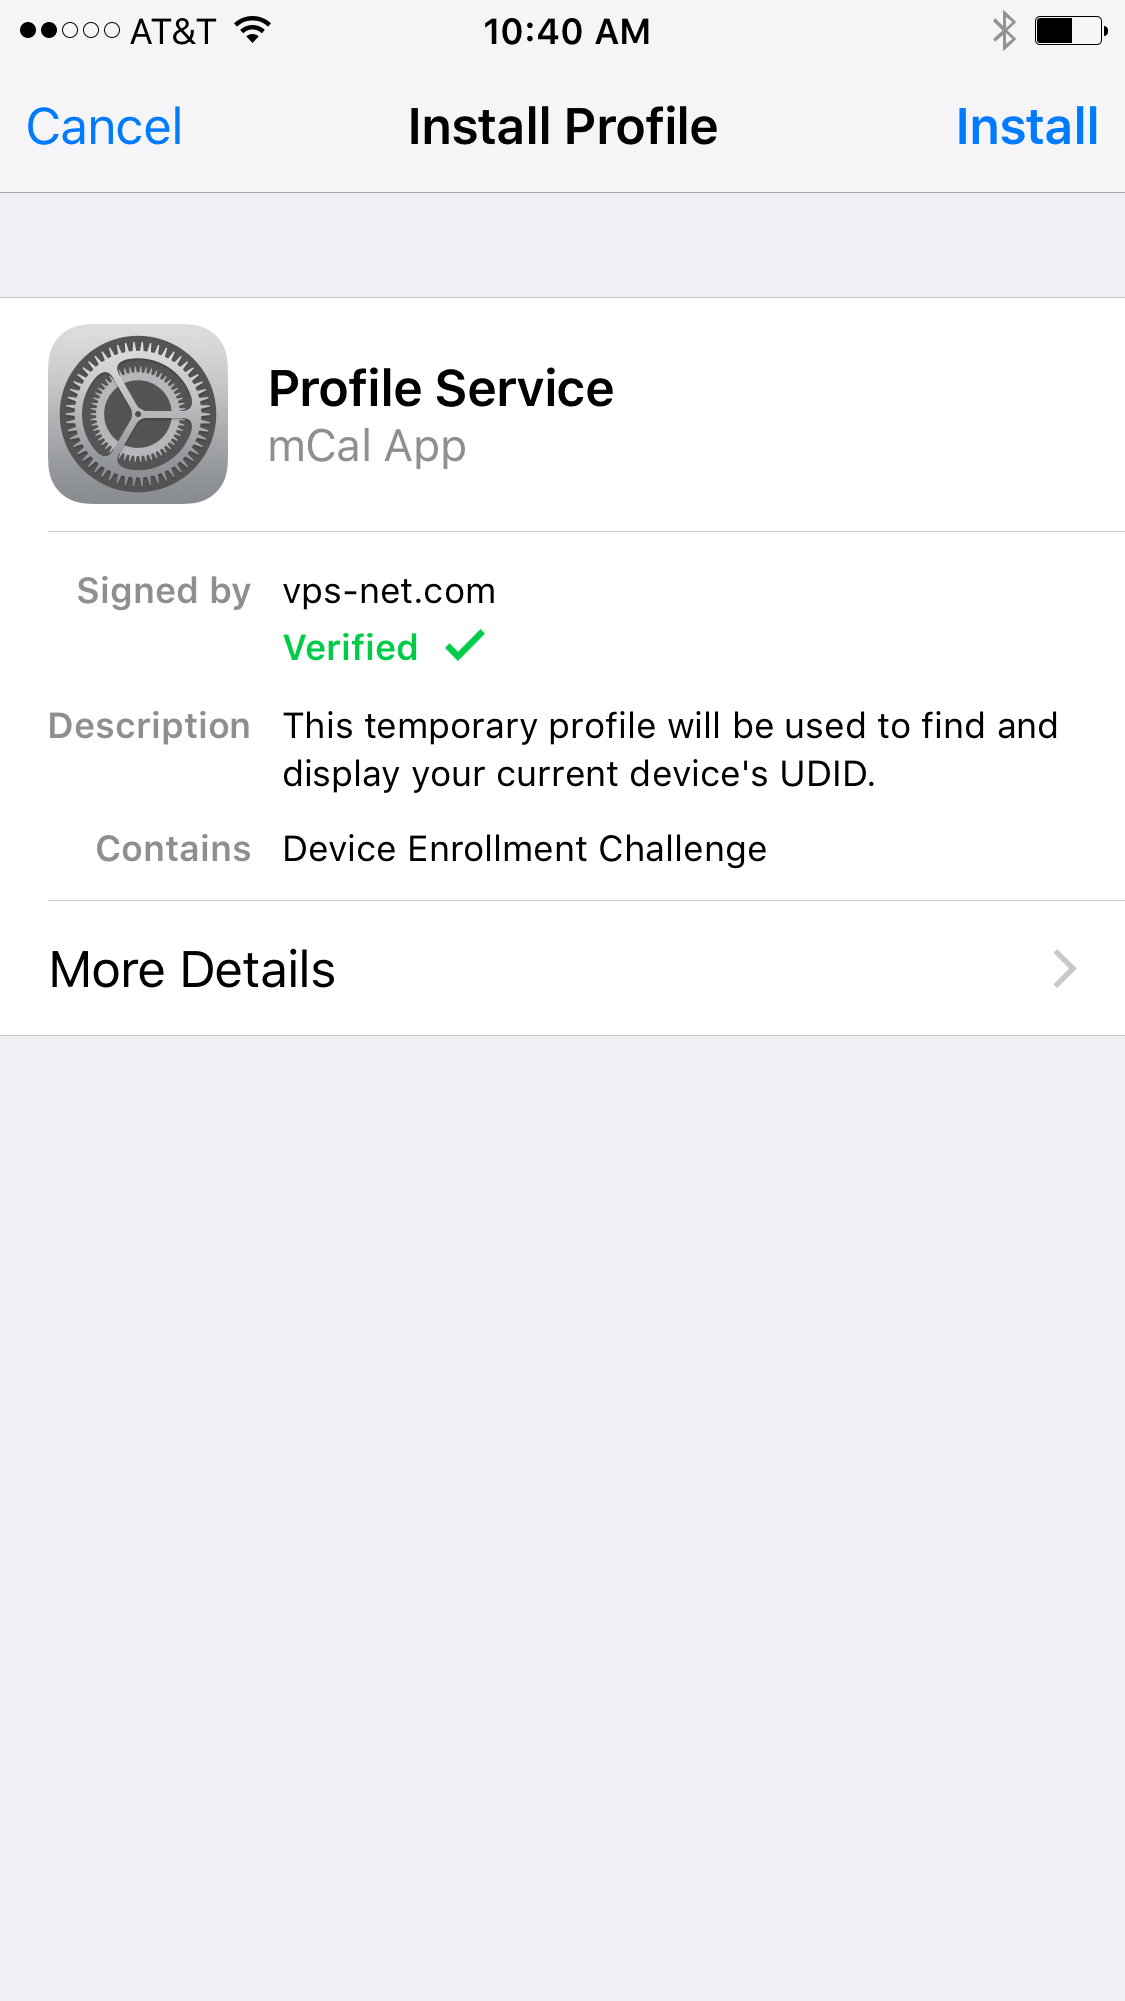 AT&T 10:40 AM
Cancel Install Profile Install
Profile Service
mCal App
Signed by vps-net.com
Verified
Description This temporary profile will be used to find and
display your current device's UDID.
Contains Device Enrollment Challenge
More Details